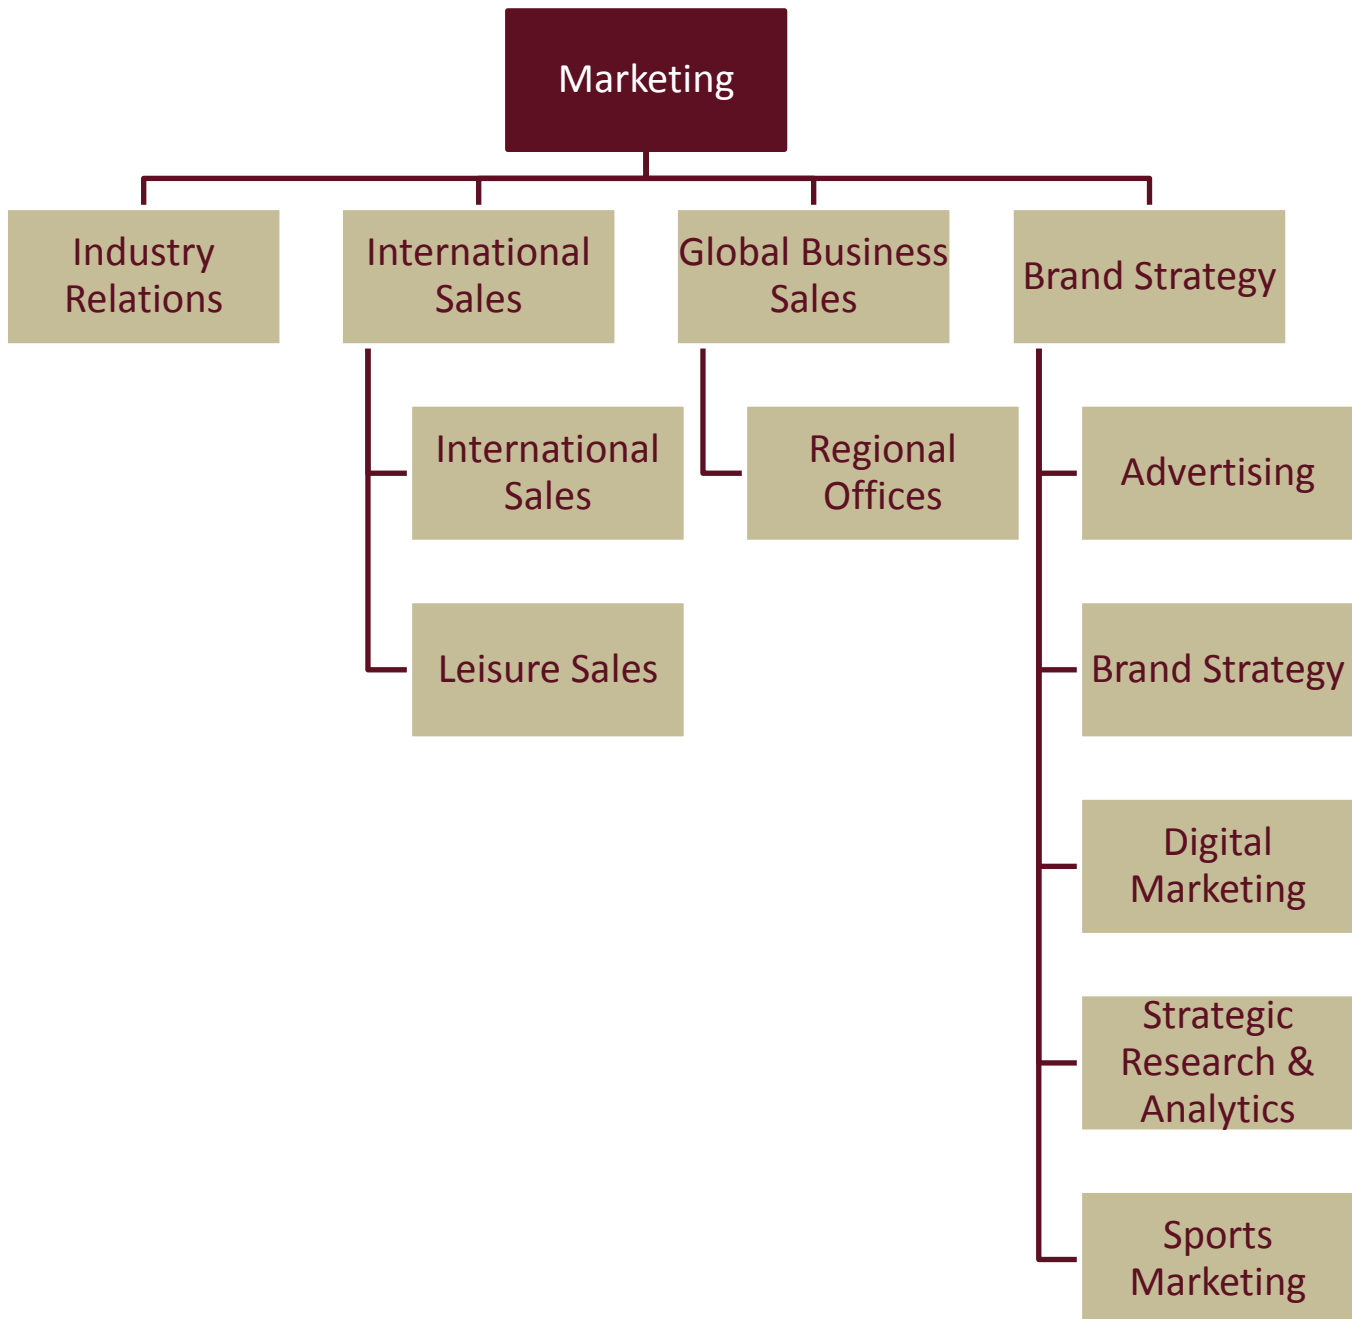 Marketing
Industry
Relations
International
Sales
Global Business
Sales
Brand Strategy
International
Sales
Leisure Sales
Regional
Offices
Advertising
Brand Strategy
Digital
Marketing
Strategic
Research &
Analytics
Sports
Marketing